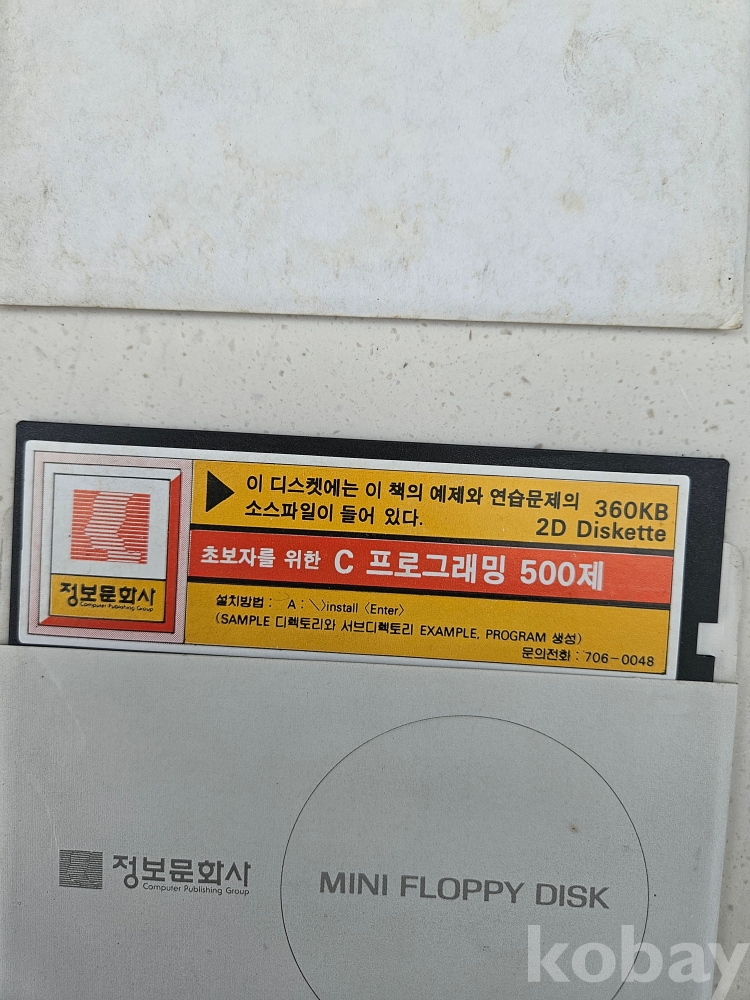 이 디스켓에는 이 책의 예제와 연습문제의
소스파일이 들어 있다.
360KB
2D Diskette
초보자를 위한 C 프로그래밍 500제
정보문화사
Computer Publishing Group
설치방법 : A : \>install 〈Enter〉
(SAMPLE 디렉토리와 서브디렉토리 EXAMPLE, PROGRAM 생성)
문의전화 : 706-0048
정보문화사
Computer Publishing Group
MINI FLOPPY DISK
kobay